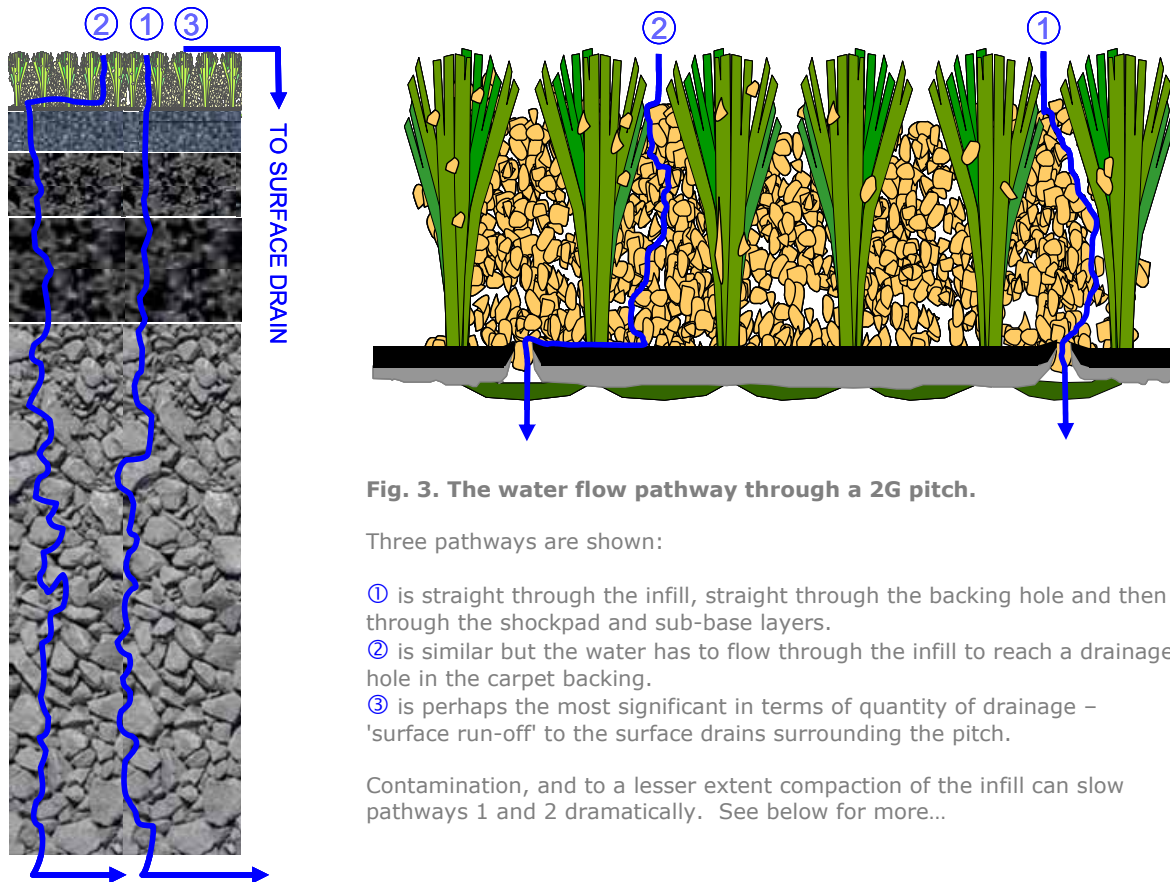 ② ① ③
TO SURFACE DRAIN
② ①
Fig. 3. The water flow pathway through a 2G pitch.
Three pathways are shown:
① is straight through the infill, straight through the backing hole and then
through the shockpad and sub-base layers.
② is similar but the water has to flow through the infill to reach a drainage
hole in the carpet backing.
③ is perhaps the most significant in terms of quantity of drainage –
'surface run-off' to the surface drains surrounding the pitch.
Contamination, and to a lesser extent compaction of the infill can slow
pathways 1 and 2 dramatically. See below for more…